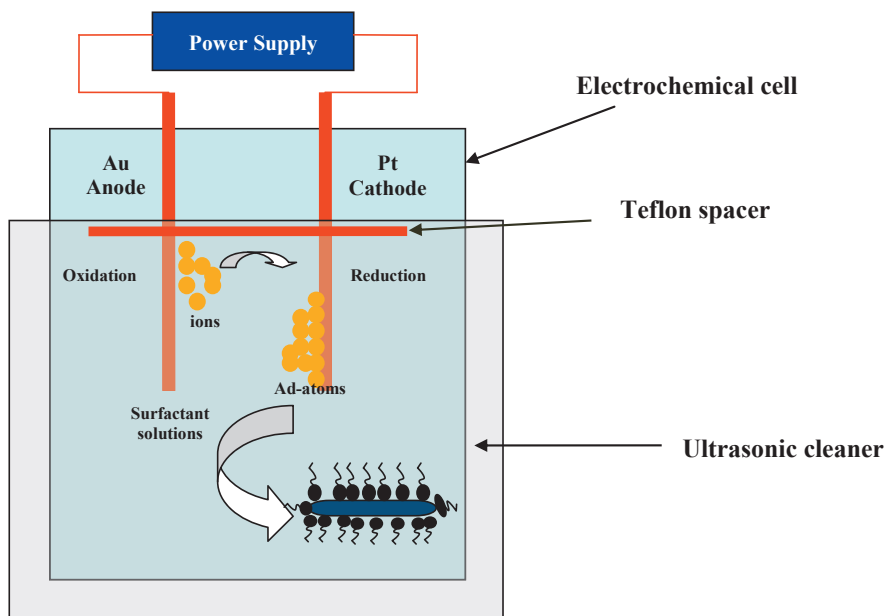 Power Supply
Electrochemical cell
Au
Anode
Pt
Cathode
Teflon spacer
Oxidation
Reduction
ions
Ad-atoms
Surfactant
solutions
Ultrasonic cleaner